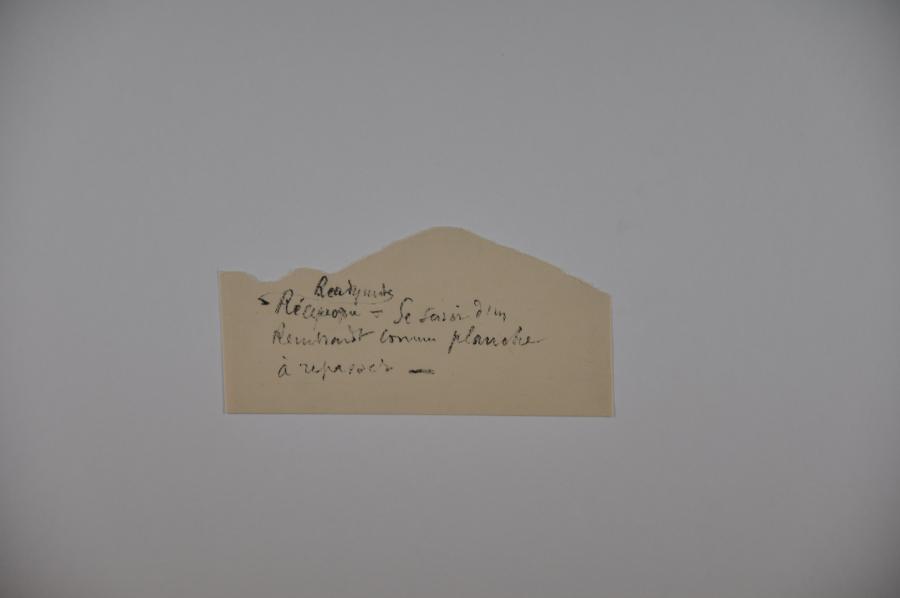 Readymade
Réciproque = Se servir d'un
Rembrandt comme planche
à repasser —